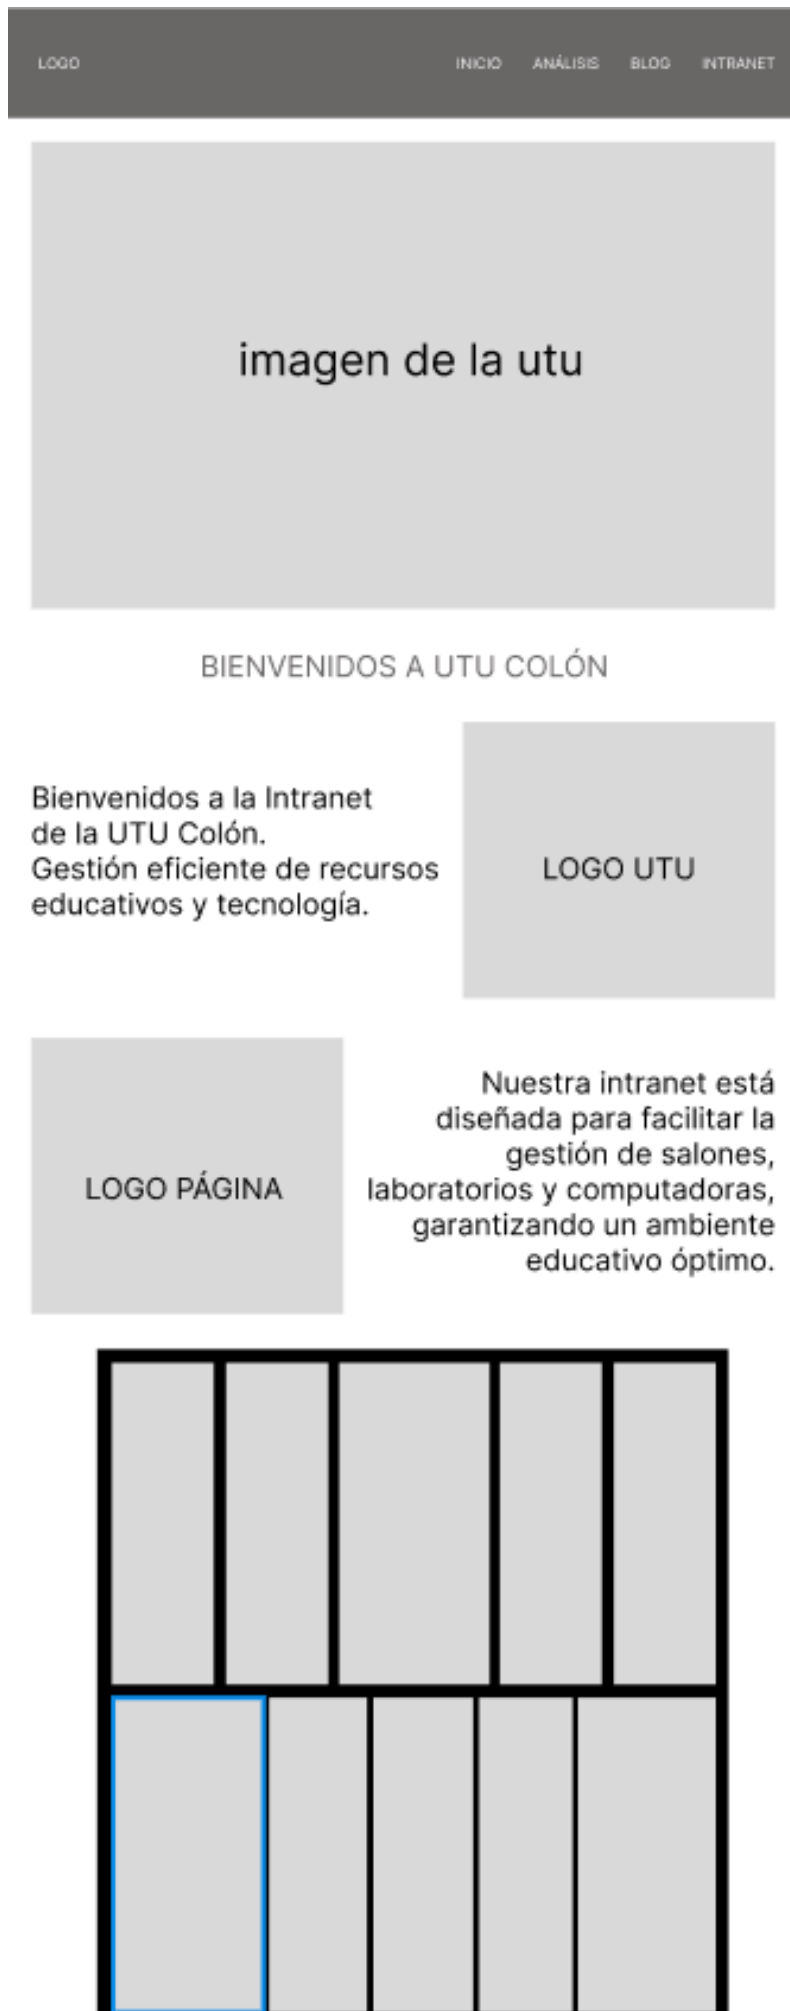 LOGO INICIO ANÁLISIS BLOG INTRANET
imagen de la utu
BIENVENIDOS A UTU COLÓN
Bienvenidos a la Intranet
de la UTU Colón.
Gestión eficiente de recursos
educativos y tecnología.
LOGO UTU
LOGO PÁGINA
Nuestra intranet está
diseñada para facilitar la
gestión de salones,
laboratorios y computadoras,
garantizando un ambiente
educativo óptimo.